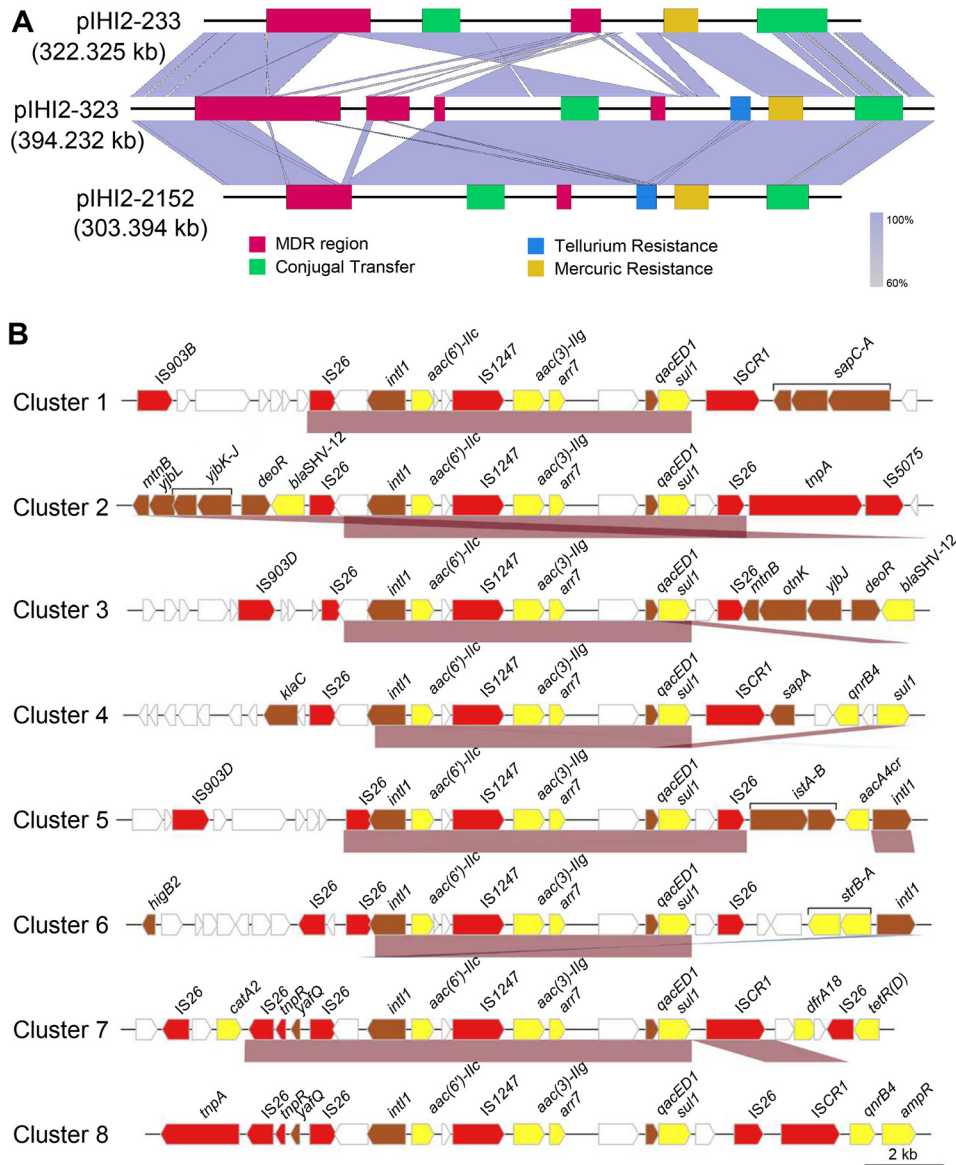 A
pIHI2-233
(322.325 kb)
pIHI2-323
(394.232 kb)
pIHI2-2152
(303.394 kb)
MDR region
Tellurium Resistance
Conjugal Transfer
Mercuric Resistance
100%
60%
B
IS903B IS26 intI1 aac(6')-IIc IS1247 aac(3)-IIg arr7 qacED1 sul1 ISCR1 sapC-A
Cluster 1
mtnB yjbL yjbK-J deoR blaSHV-12 IS26 intI1 aac(6')-IIc IS1247 aac(3)-IIg arr7 qacED1 sul1 IS26 tnpA IS5075
Cluster 2
IS903D IS26 intI1 aac(6')-IIc IS1247 aac(3)-IIg arr7 qacED1 sul1 IS26 mtnB otnK yjbJ deoR blaSHV-12
Cluster 3
klaC IS26 intI1 aac(6')-IIc IS1247 aac(3)-IIg arr7 qacED1 sul1 ISCR1 sapA qnrB4 sul1
Cluster 4
IS903D IS26 intI1 aac(6')-IIc IS1247 aac(3)-IIg arr7 qacED1 sul1 IS26 istA-B aacA4cr intI1
Cluster 5
higB2 IS26 IS26 intI1 aac(6')-IIc IS1247 aac(3)-IIg arr7 qacED1 sul1 IS26 strB-A intI1
Cluster 6
IS26 catA2 IS26 tnpR yafQ IS26 intI1 aac(6')-IIc IS1247 aac(3)-IIg arr7 qacED1 sul1 ISCR1 dfrA18 IS26 tetR(D)
Cluster 7
tnpA IS26 tnpR yafQ IS26 intI1 aac(6')-IIc IS1247 aac(3)-IIg arr7 qacED1 sul1 IS26 ISCR1 qnrB4 ampR
Cluster 8
2 kb